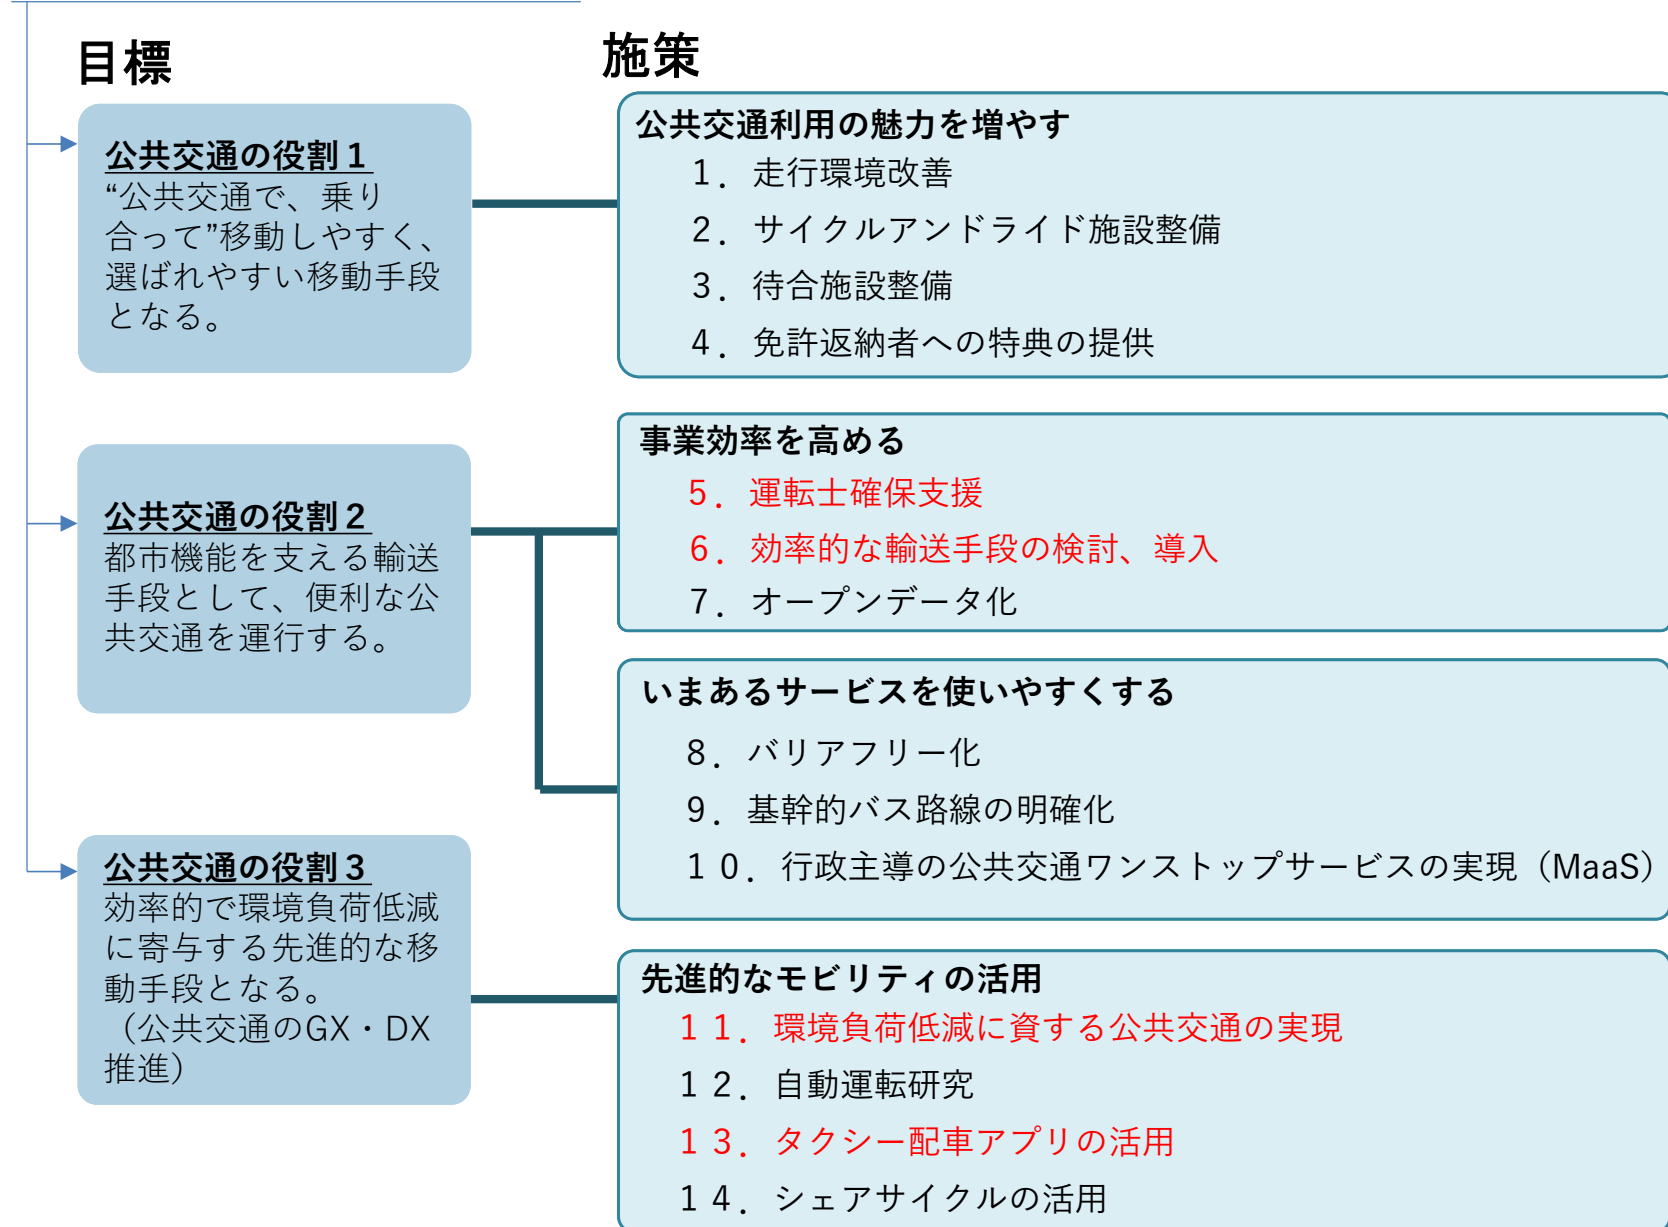 目標
公共交通の役割1
“公共交通で、乗り
合って”移動しやすく、
選ばれやすい移動手段
となる。
公共交通の役割2
都市機能を支える輸送
手段として、便利な公
共交通を運行する。
公共交通の役割3
効率的で環境負荷低減
に寄与する先進的な移
動手段となる。
（公共交通のGX・DX
推進）
施策
公共交通利用の魅力を増やす
1．走行環境改善
2．サイクルアンドライド施設整備
3．待合施設整備
4．免許返納者への特典の提供
事業効率を高める
5．運転士確保支援
6．効率的な輸送手段の検討、導入
7．オープンデータ化
いまあるサービスを使いやすくする
8．バリアフリー化
9．基幹的バス路線の明確化
10．行政主導の公共交通ワンストップサービスの実現（MaaS）
先進的なモビリティの活用
11．環境負荷低減に資する公共交通の実現
12．自動運転研究
13．タクシー配車アプリの活用
14．シェアサイクルの活用